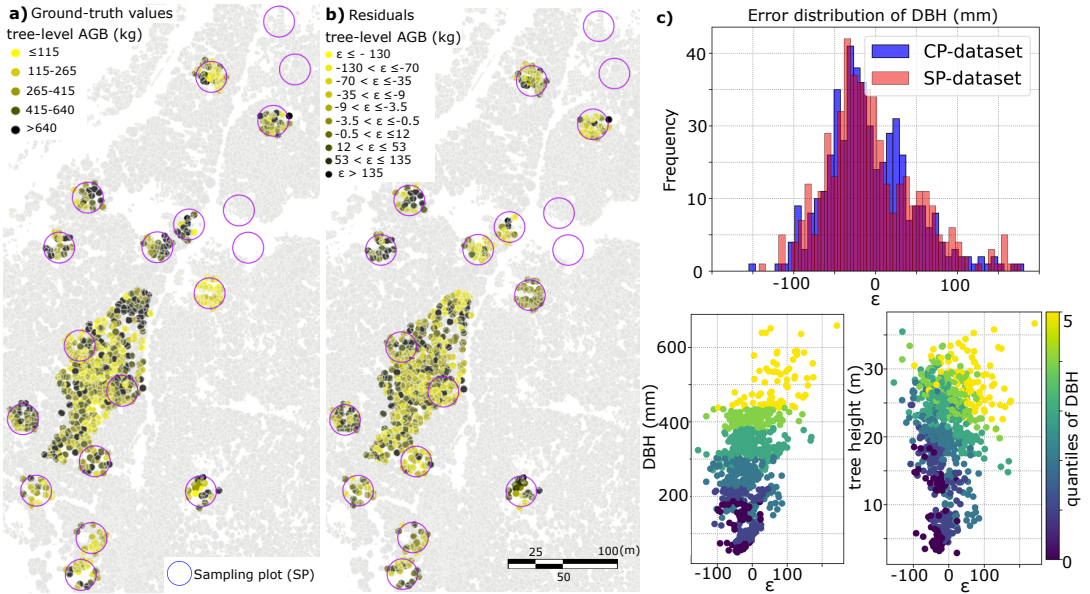 a) Ground-truth values
tree-level AGB (kg)
≤115
115-265
265-415
415-640
>640
Sampling plot (SP)
b) Residuals
tree-level AGB (kg)
ε ≤ - 130
-130 < ε ≤-70
-70 < ε ≤-35
-35 < ε ≤-9
-9 < ε ≤-3.5
-3.5 < ε ≤-0.5
-0.5 < ε ≤12
12 < ε ≤53
53 < ε ≤135
ε > 135
25 100(m)
50
c)
Error distribution of DBH (mm)
CP-dataset
SP-dataset
Frequency
40
30
20
10
0
-100 0 100
ε
DBH (mm)
600
400
200
-100 0 100
ε
tree height (m)
30
20
10
-100 0 100
ε
5
quantiles of DBH
0